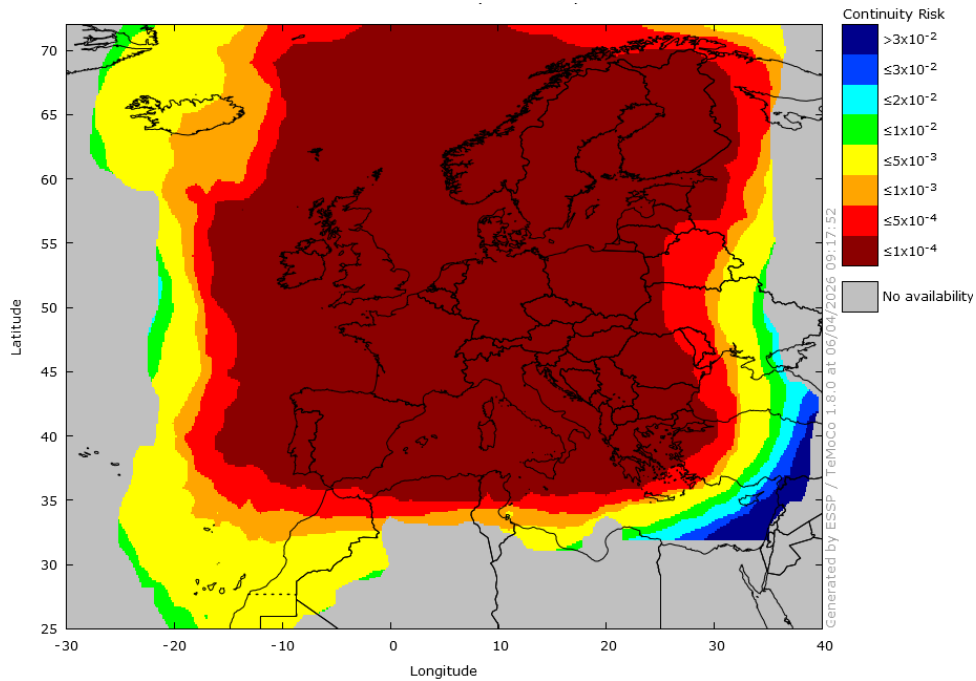 Continuity Risk
>3x10-2
≤3x10-2
≤2x10-2
≤1x10-2
≤5x10-3
≤1x10-3
≤5x10-4
≤1x10-4
No availability
70
65
60
55
50
45
40
35
30
25
-30
-20
-10
0
10
20
30
40
Latitude
Longitude
Generated by ESSP / TeMoCo 1.8.0 at 06/04/2026 09:17:52